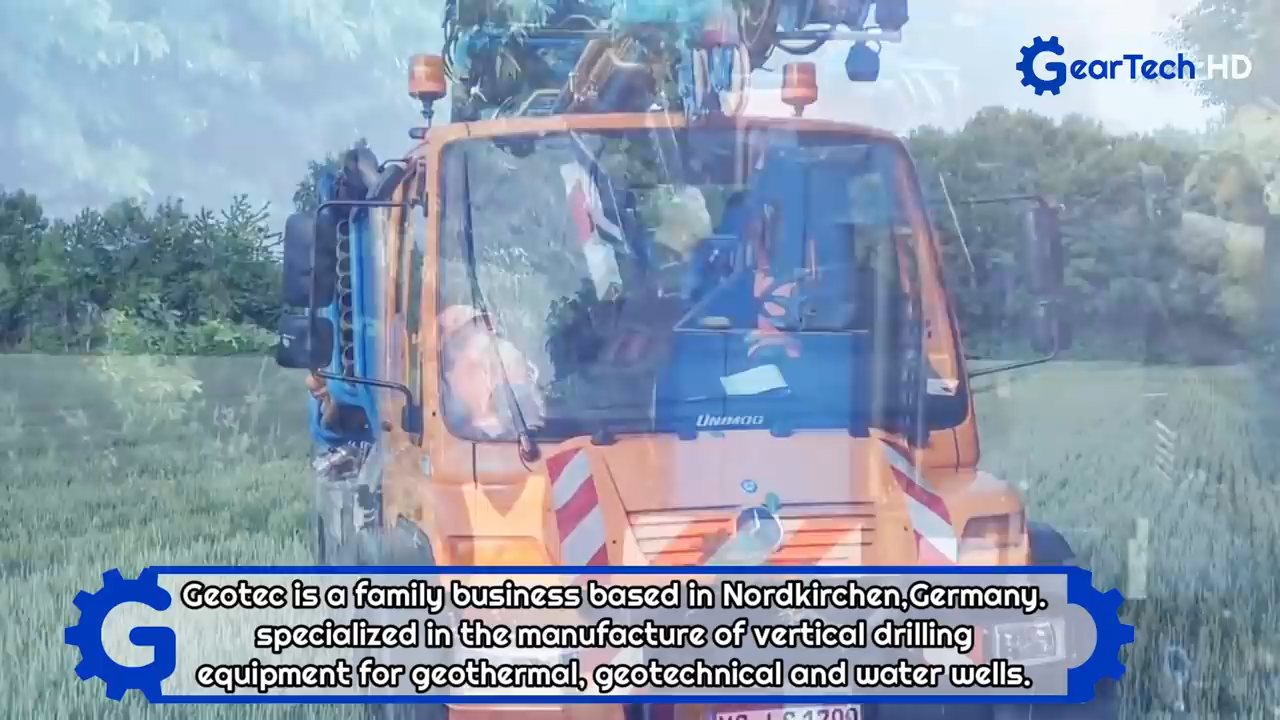 GearTech HD
UNIMOG
Geotec is a family business based in Nordkirchen,Germany.
specialized in the manufacture of vertical drilling
equipment for geothermal, geotechnical and water wells.